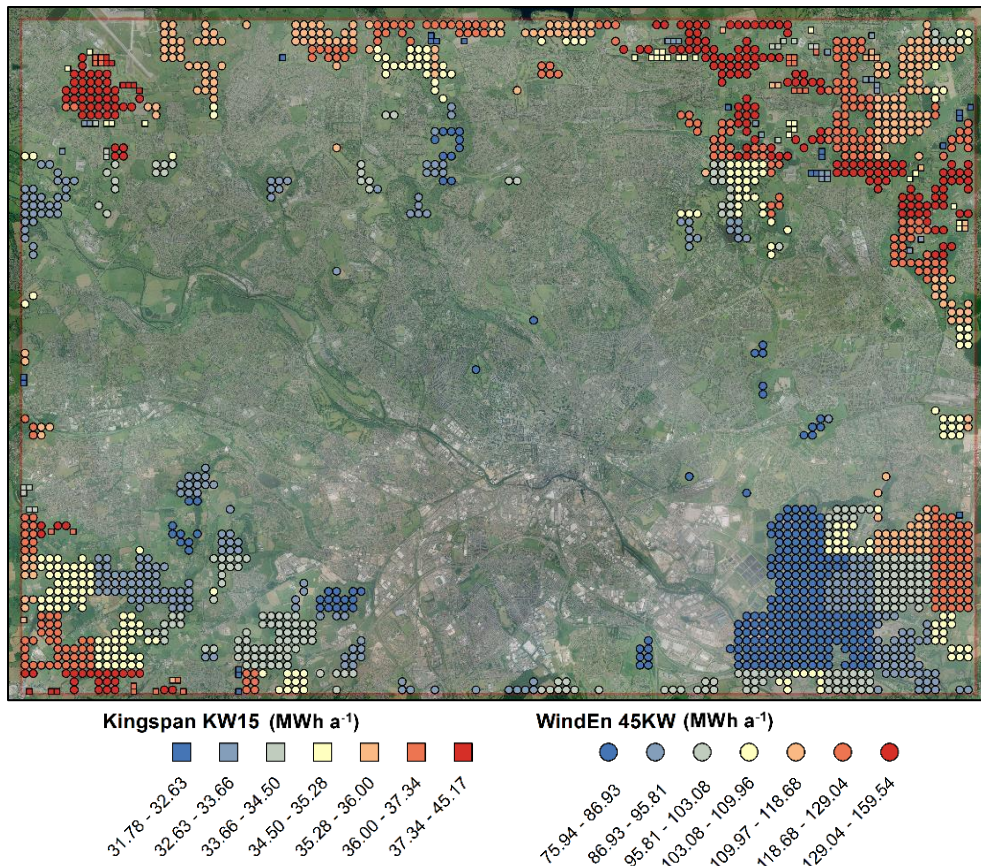 Kingspan KW15 (MWh a-1) WindEn 45KW (MWh a-1)
31.78 - 32.63
32.63 - 33.66
33.66 - 34.50
34.50 - 35.28
35.28 - 36.00
36.00 - 37.34
37.34 - 45.17
75.94 - 86.93
86.93 - 95.81
95.81 - 103.08
103.08 - 109.96
109.97 - 118.68
118.68 - 129.04
129.04 - 159.54